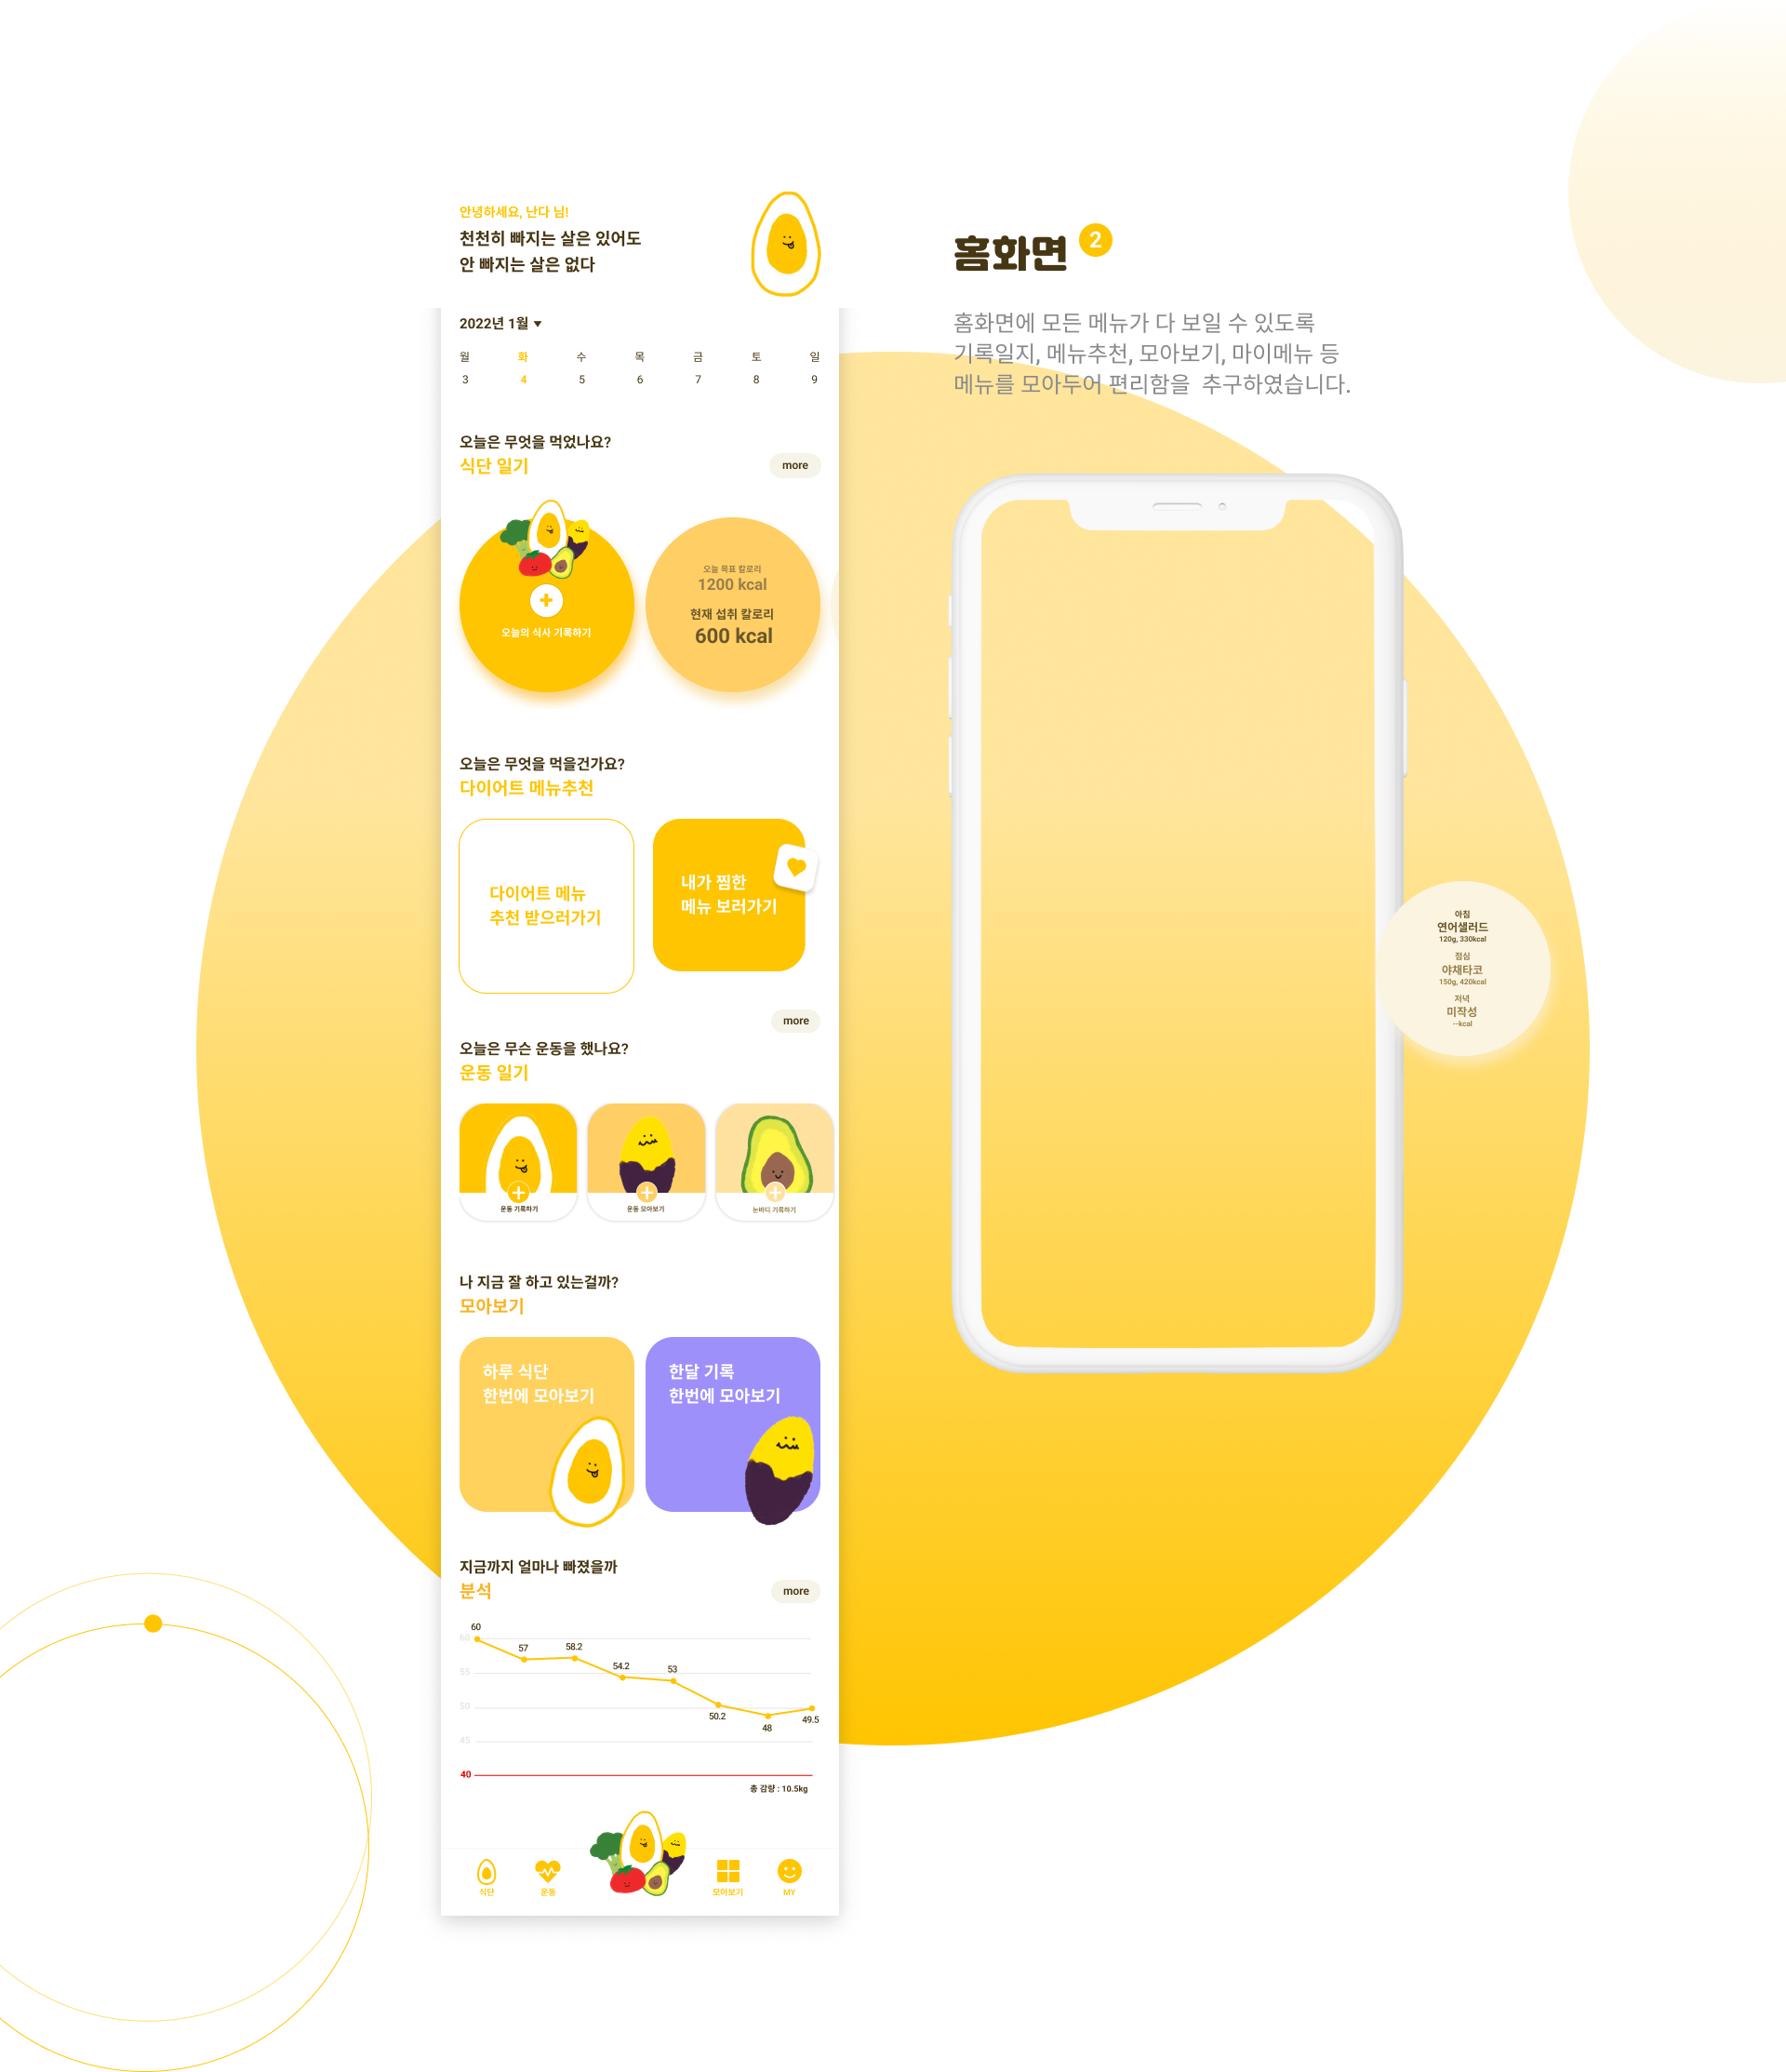 안녕하세요, 난다 님!
천천히 빠지는 살은 있어도
안 빠지는 살은 없다
2022년 1월
월 화 수 목 금 토 일
3 4 5 6 7 8 9
오늘은 무엇을 먹었나요?
식단 일기
more
오늘의 식사 기록하기
오늘 목표 칼로리
1200 kcal
현재 섭취 칼로리
600 kcal
오늘은 무엇을 먹을건가요?
다이어트 메뉴추천
다이어트 메뉴
추천 받으러가기
내가 찜한
메뉴 보러가기
more
오늘은 무슨 운동을 했나요?
운동 일기
운동 기록하기
운동 모아보기
눈바디 기록하기
나 지금 잘 하고 있는걸까?
모아보기
하루 식단
한번에 모아보기
한달 기록
한번에 모아보기
지금까지 얼마나 빠졌을까
분석
more
60
57
58.2
54.2
53
50.2
48
49.5
60
55
50
45
40
총 감량 : 10.5kg
식단
운동
모아보기
MY
홈화면
2
홈화면에 모든 메뉴가 다 보일 수 있도록
기록일지, 메뉴추천, 모아보기, 마이메뉴 등
메뉴를 모아두어 편리함을 추구하였습니다.
아침
연어샐러드
120g, 330kcal
점심
야채타코
150g, 420kcal
저녁
미작성
--kcal